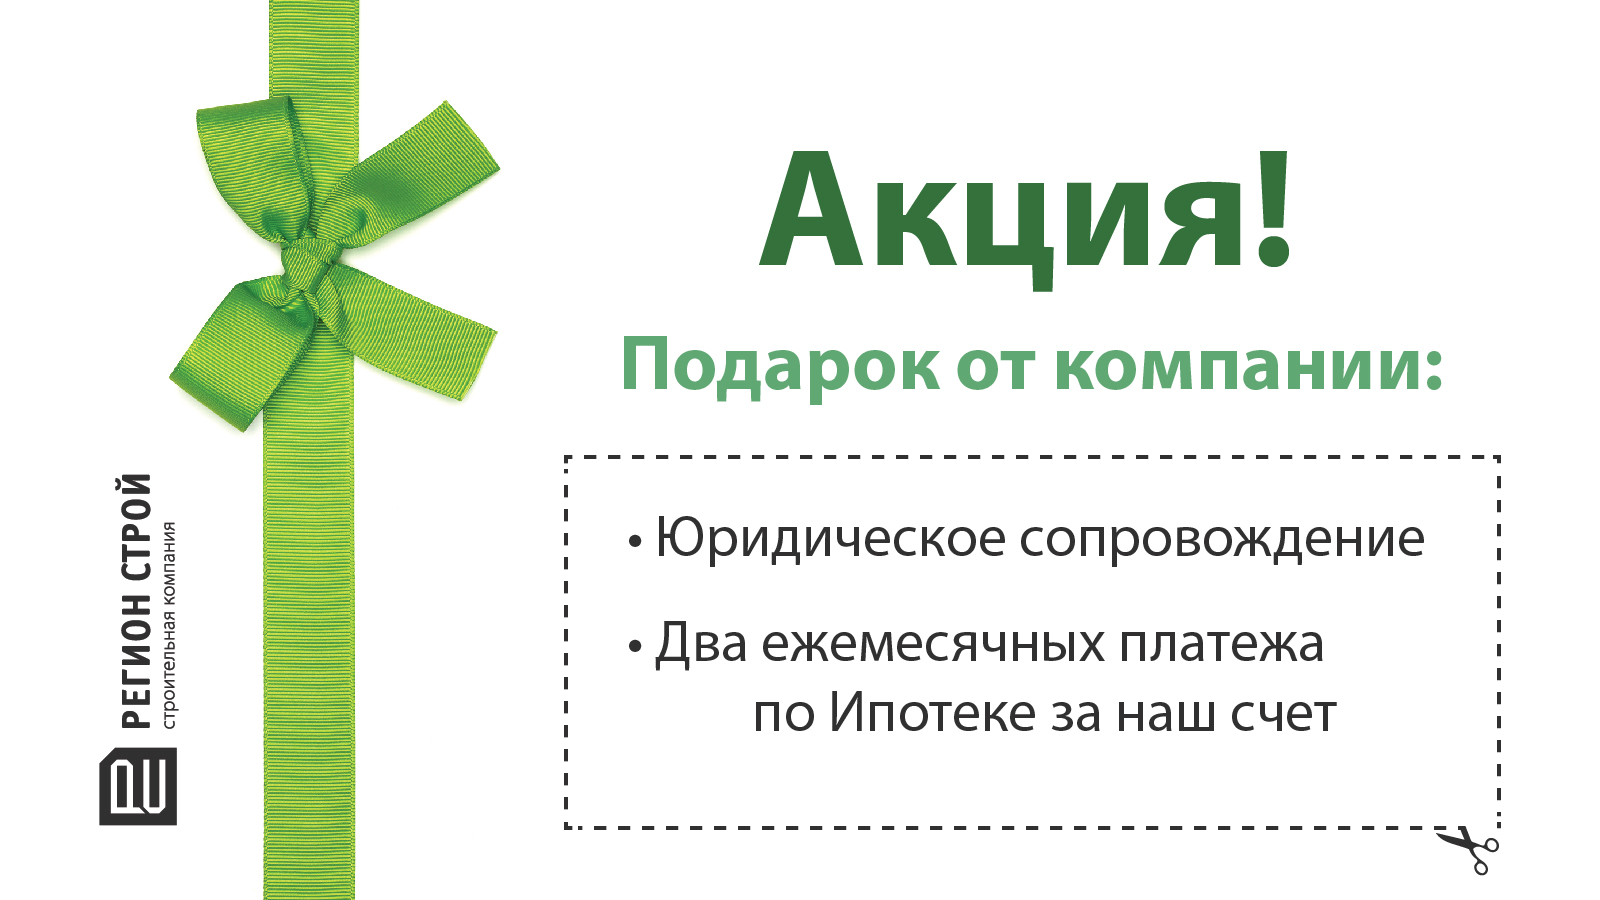 Акция!
Подарок от компании:
• Юридическое сопровождение
• Два ежемесячных платежа
по Ипотеке за наш счет
РЕГИОН СТРОЙ
строительная компания